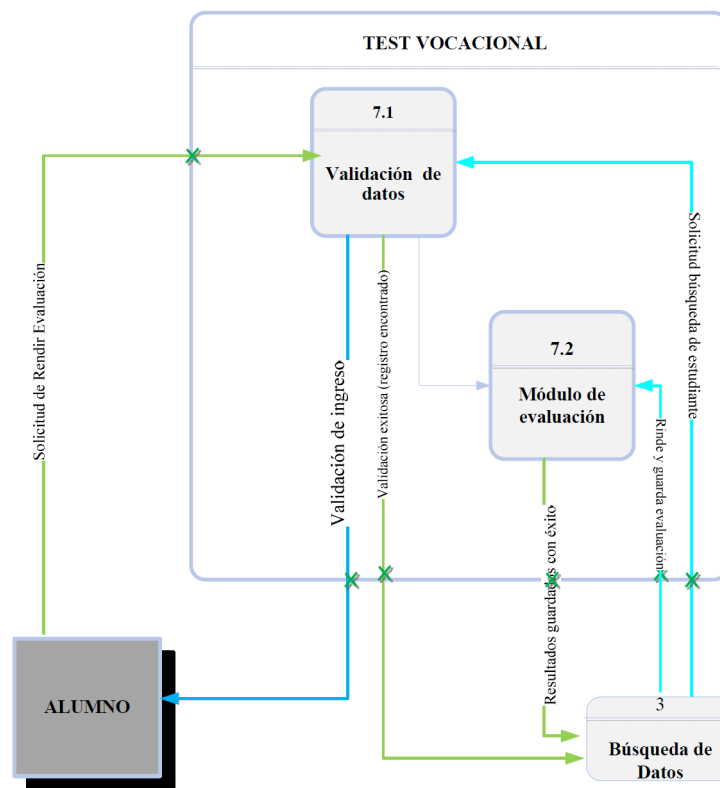 TEST VOCACIONAL
7.1
Validación de
datos
Solicitud de Rendir Evaluación
Validación de ingreso
Validación exitosa (registro encontrado)
7.2
Módulo de
evaluación
Solicitud búsqueda de estudiante
Rinde y guarda evaluación
Resultados guardados con éxito
ALUMNO
3
Búsqueda de
Datos